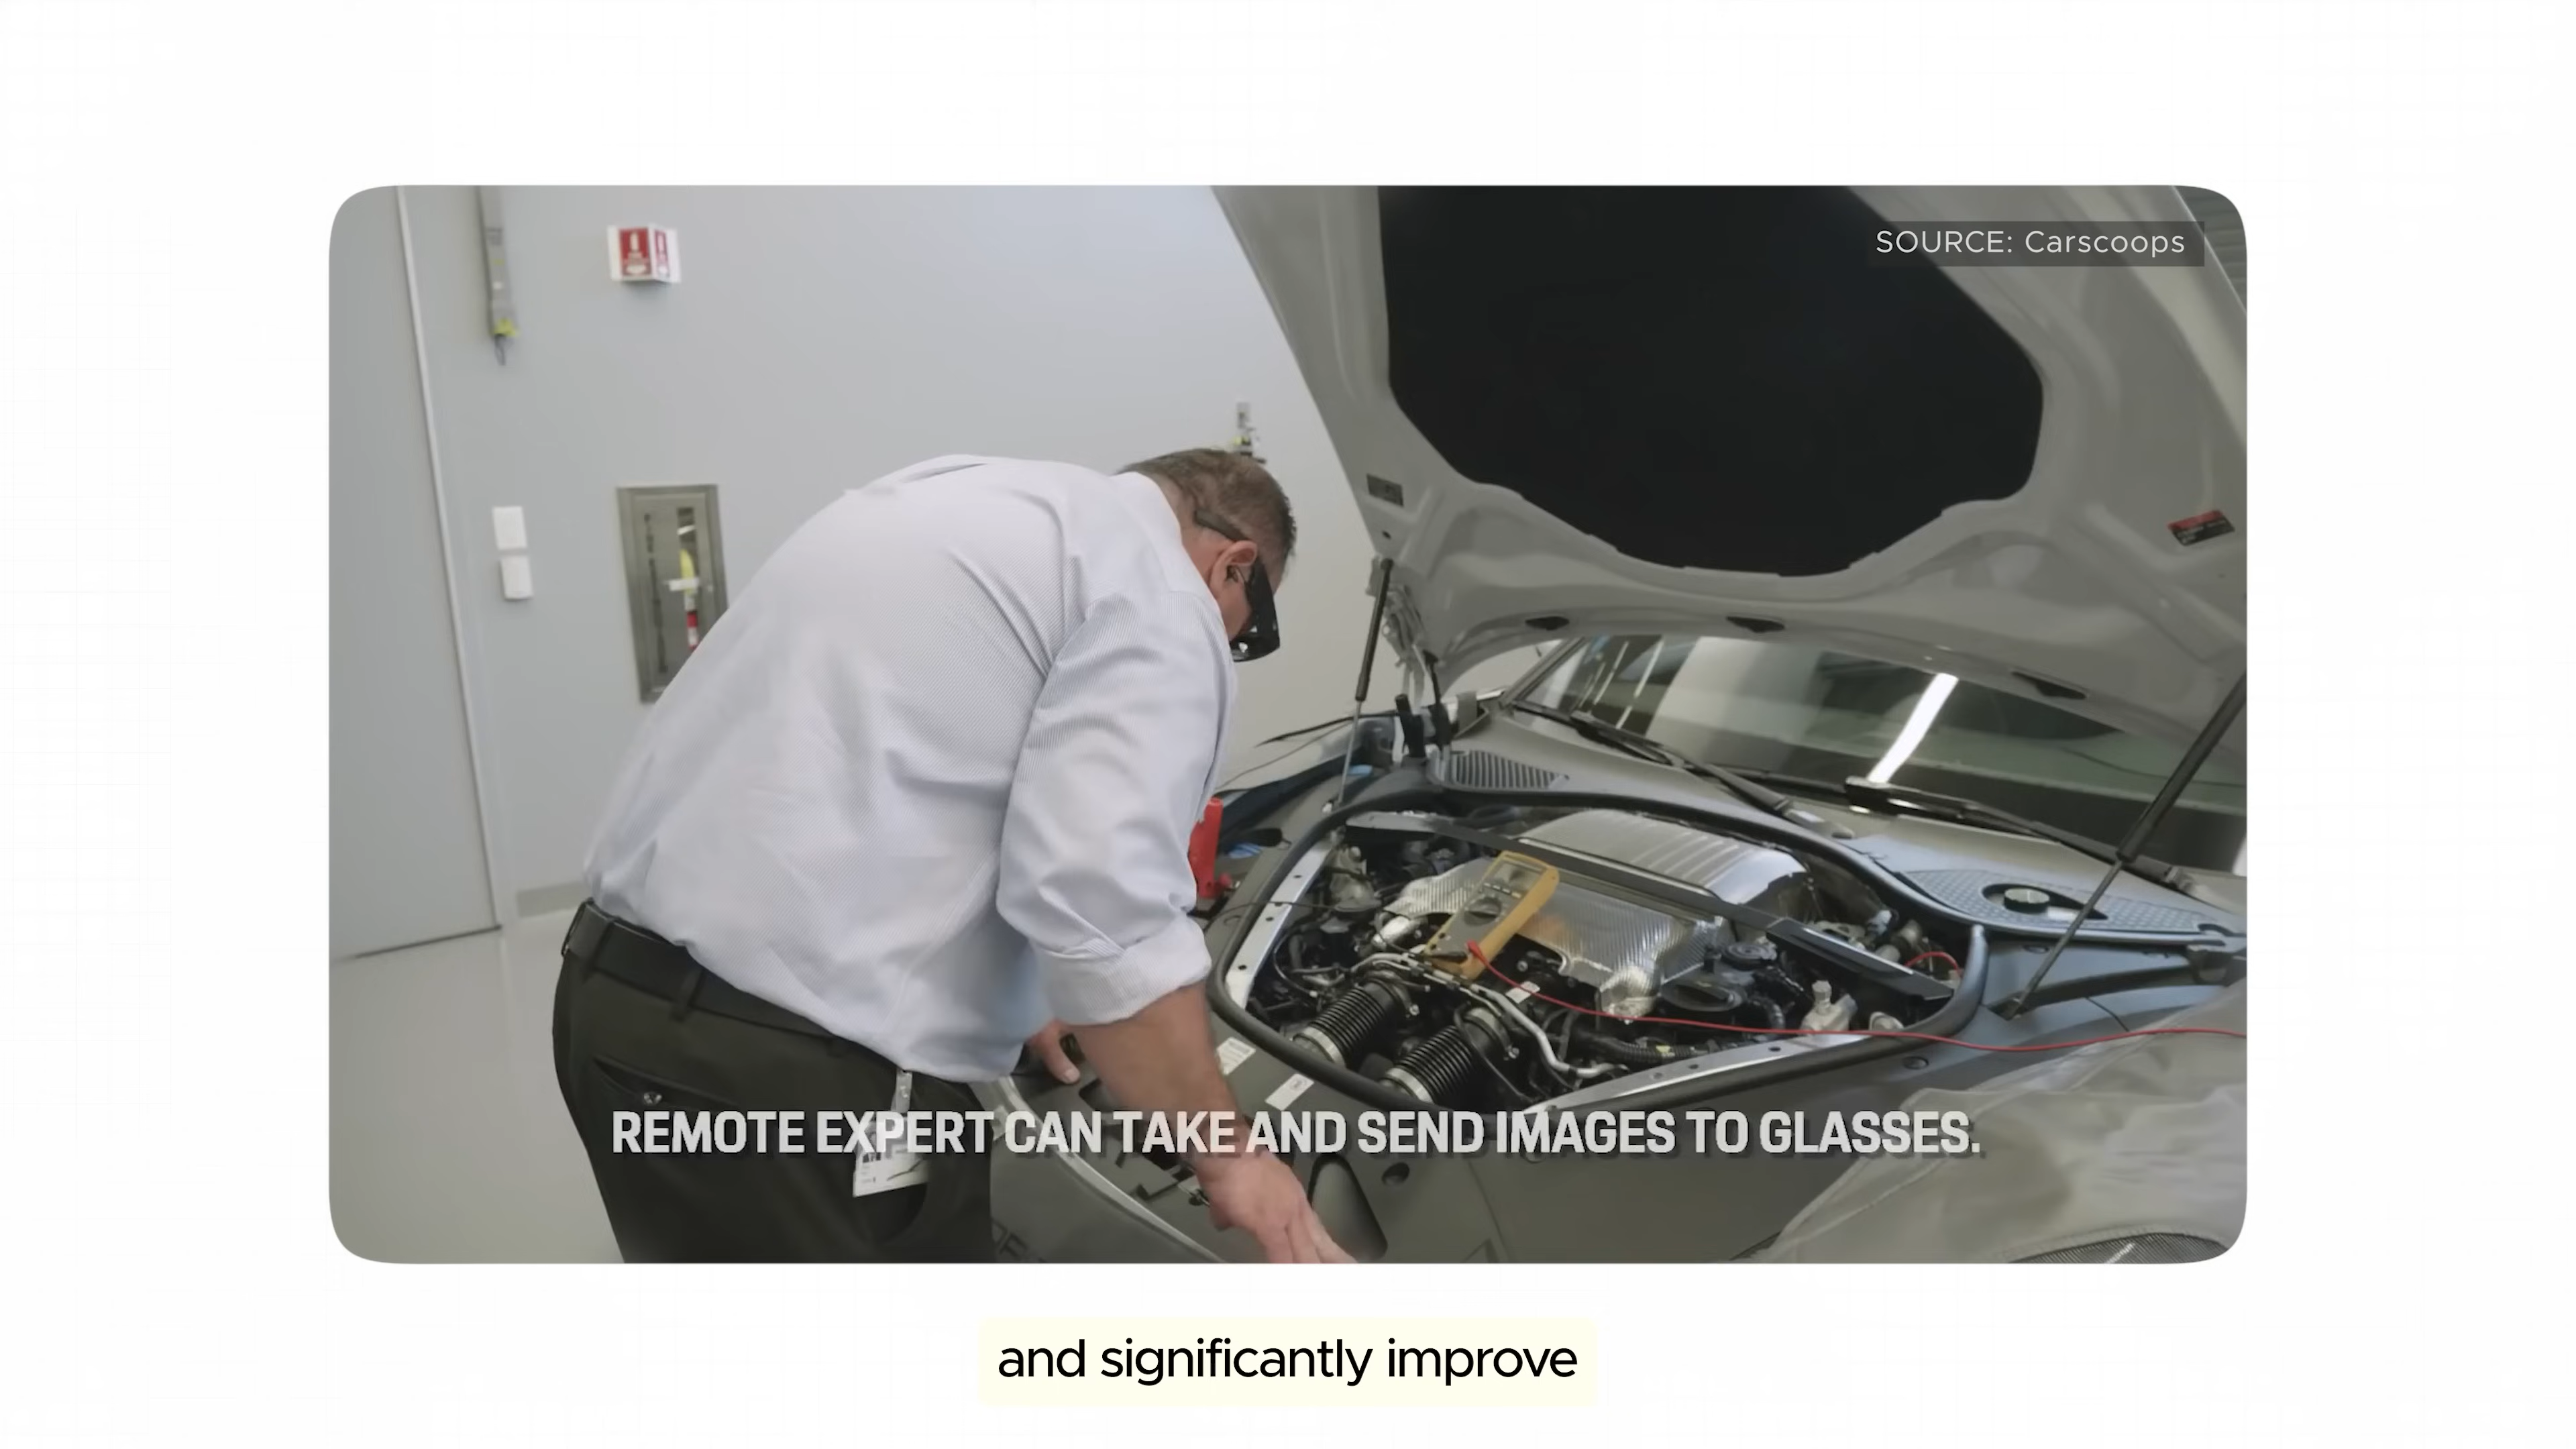 SOURCE: Carscoops
REMOTE EXPERT CAN TAKE AND SEND IMAGES TO GLASSES.
and significantly improve